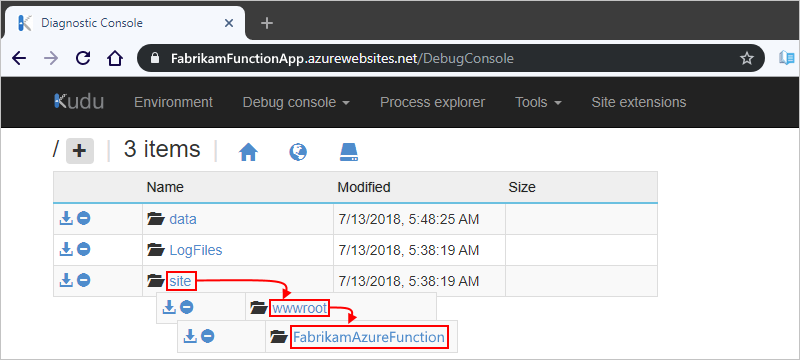 Diagnostic Console
FabrikamFunctionApp.azurewebsites.net/DebugConsole
Kudu Environment Debug console Process explorer Tools Site extensions
/ + | 3 items |
Name Modified Size
data 7/13/2018, 5:48:25 AM
LogFiles 7/13/2018, 5:38:19 AM
site 7/13/2018, 5:38:19 AM
wwwroot
FabrikamAzureFunction